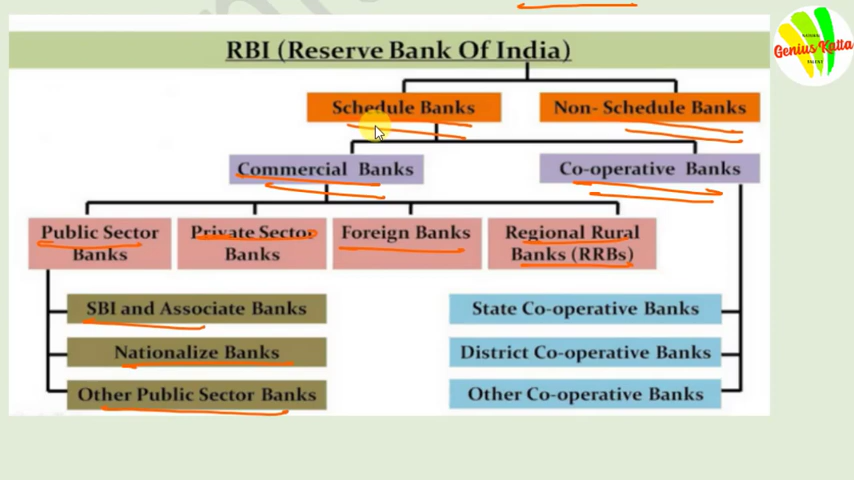 RBI (Reserve Bank Of India)
Genius Katta
Schedule Banks
Non- Schedule Banks
Commercial Banks
Co-operative Banks
Public Sector
Banks
Private Sector
Banks
Foreign Banks
Regional Rural
Banks (RRBs)
SBI and Associate Banks
Nationalize Banks
Other Public Sector Banks
State Co-operative Banks
District Co-operative Banks
Other Co-operative Banks